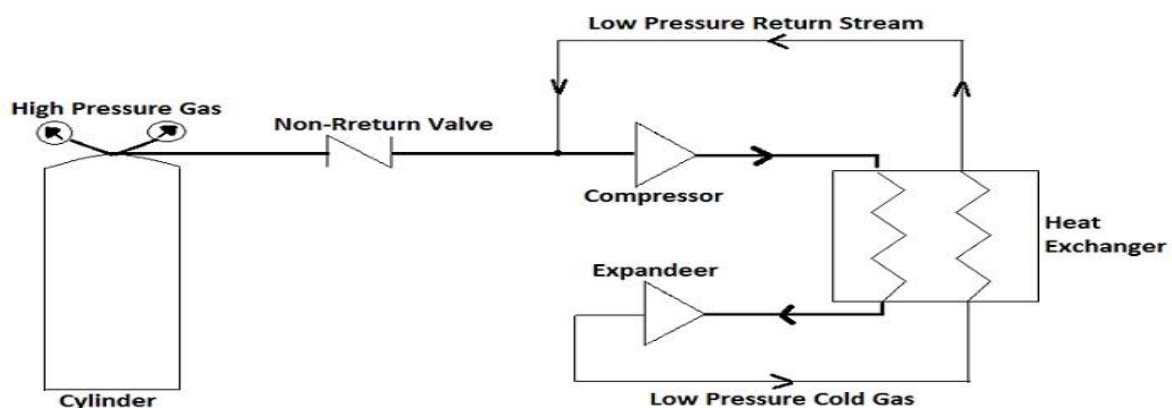 Low Pressure Return Stream
High Pressure Gas
Non-Rreturn Valve
Compressor
Heat
Exchanger
Expandeer
Low Pressure Cold Gas
Cylinder